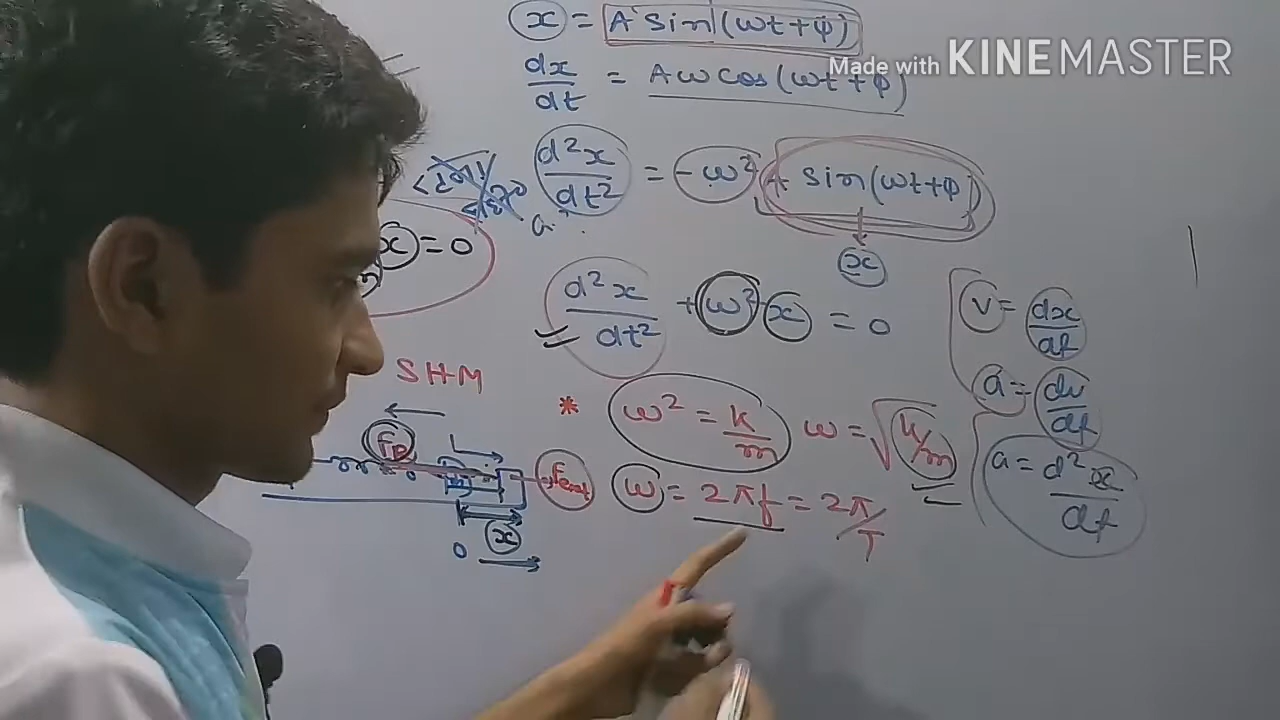 x = A sin(ωt+φ)
Made with KINEMASTER
dx/dt = Aω cos(ωt+φ)
d²x/dt² = -ω² A sin(ωt+φ)
a
x
x = 0
d²x/dt² + ω² x = 0
v = dx/dt
SHM
* ω² = k/m ω = √k/m
a = dv/dt
a = d²x/dt
ω = 2πf = 2π/T
x
0